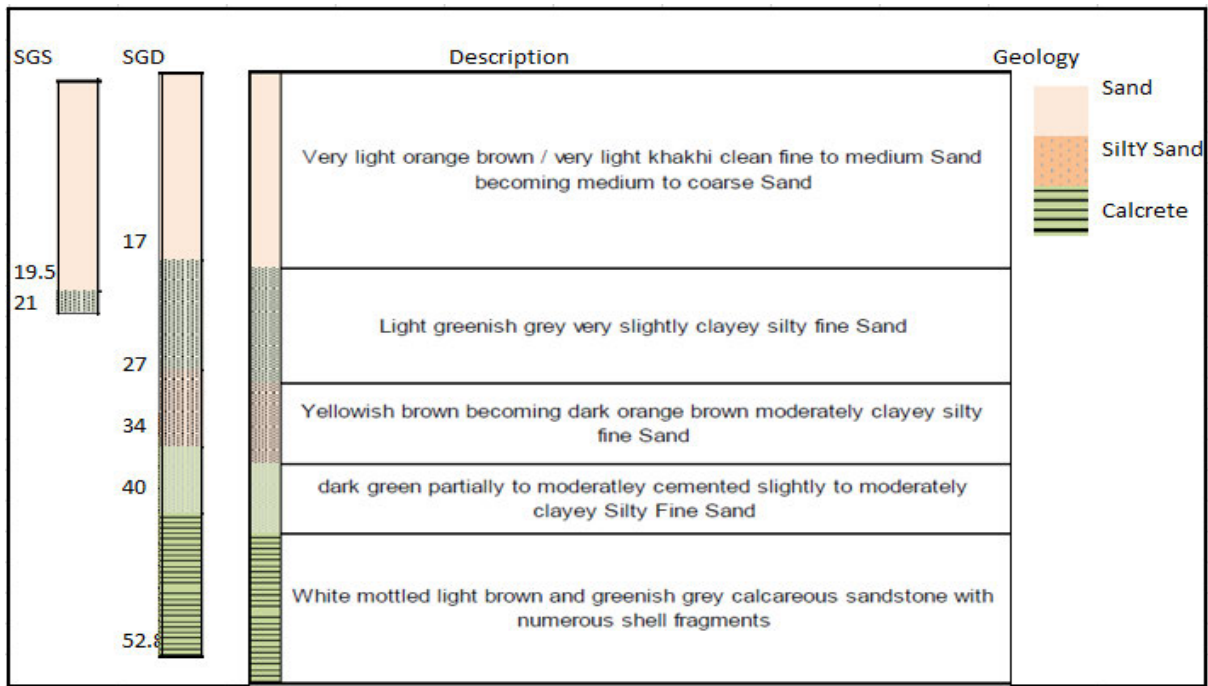 SGS SGD Description Geology
Sand
SiltY Sand
Calcrete
Very light orange brown / very light khakhi clean fine to medium Sand
becoming medium to coarse Sand
17
19.5
21
Light greenish grey very slightly clayey silty fine Sand
27
Yellowish brown becoming dark orange brown moderately clayey silty
fine Sand
34
40
dark green partially to moderatley cemented slightly to moderately
clayey Silty Fine Sand
White mottled light brown and greenish grey calcareous sandstone with
numerous shell fragments
52.8